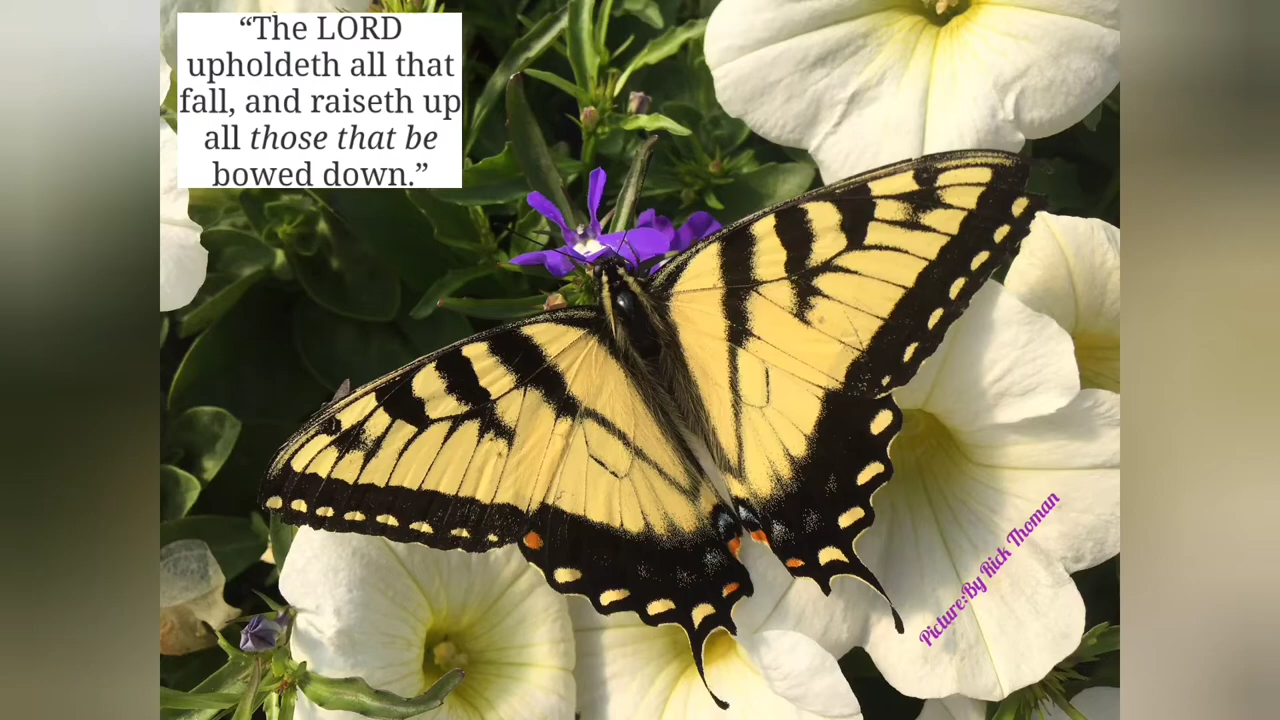 “The LORD
upholdeth all that
fall, and raiseth up
all those that be
bowed down.”
Picture:By Rick Thoman